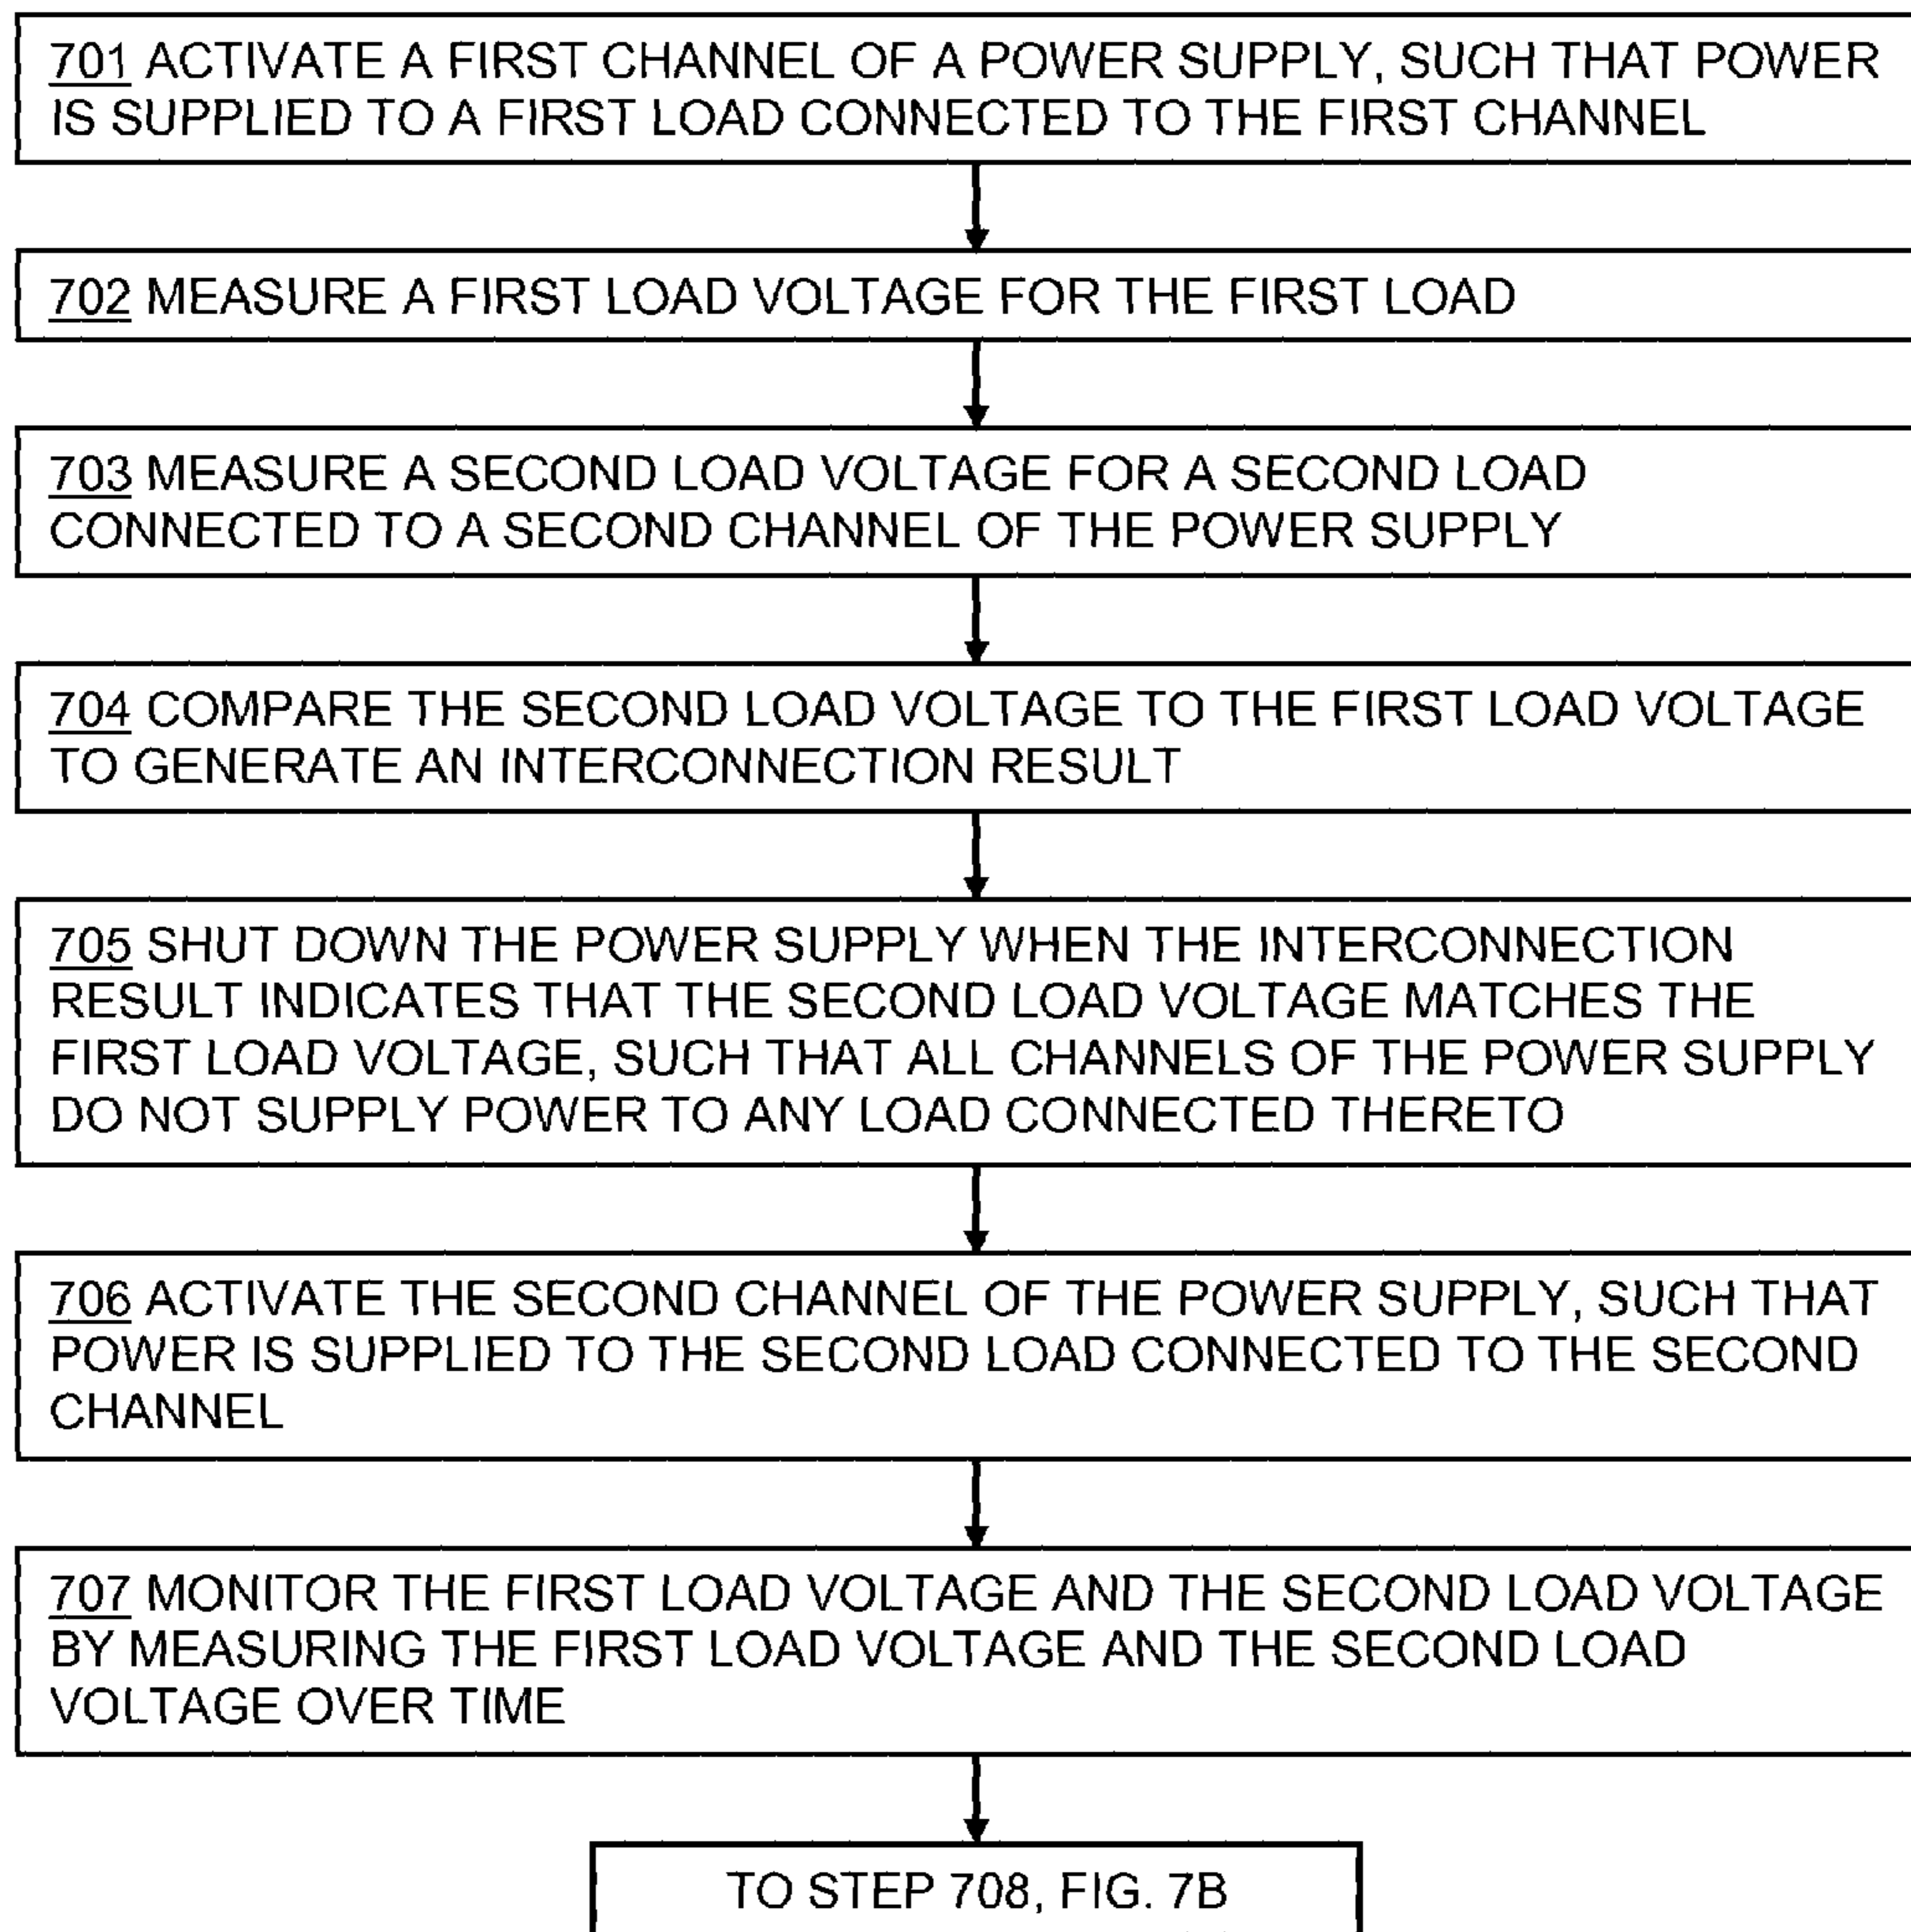 701 ACTIVATE A FIRST CHANNEL OF A POWER SUPPLY, SUCH THAT POWER
IS SUPPLIED TO A FIRST LOAD CONNECTED TO THE FIRST CHANNEL
702 MEASURE A FIRST LOAD VOLTAGE FOR THE FIRST LOAD
703 MEASURE A SECOND LOAD VOLTAGE FOR A SECOND LOAD
CONNECTED TO A SECOND CHANNEL OF THE POWER SUPPLY
704 COMPARE THE SECOND LOAD VOLTAGE TO THE FIRST LOAD VOLTAGE
TO GENERATE AN INTERCONNECTION RESULT
705 SHUT DOWN THE POWER SUPPLY WHEN THE INTERCONNECTION
RESULT INDICATES THAT THE SECOND LOAD VOLTAGE MATCHES THE
FIRST LOAD VOLTAGE, SUCH THAT ALL CHANNELS OF THE POWER SUPPLY
DO NOT SUPPLY POWER TO ANY LOAD CONNECTED THERETO
706 ACTIVATE THE SECOND CHANNEL OF THE POWER SUPPLY, SUCH THAT
POWER IS SUPPLIED TO THE SECOND LOAD CONNECTED TO THE SECOND
CHANNEL
707 MONITOR THE FIRST LOAD VOLTAGE AND THE SECOND LOAD VOLTAGE
BY MEASURING THE FIRST LOAD VOLTAGE AND THE SECOND LOAD
VOLTAGE OVER TIME
TO STEP 708, FIG. 7B